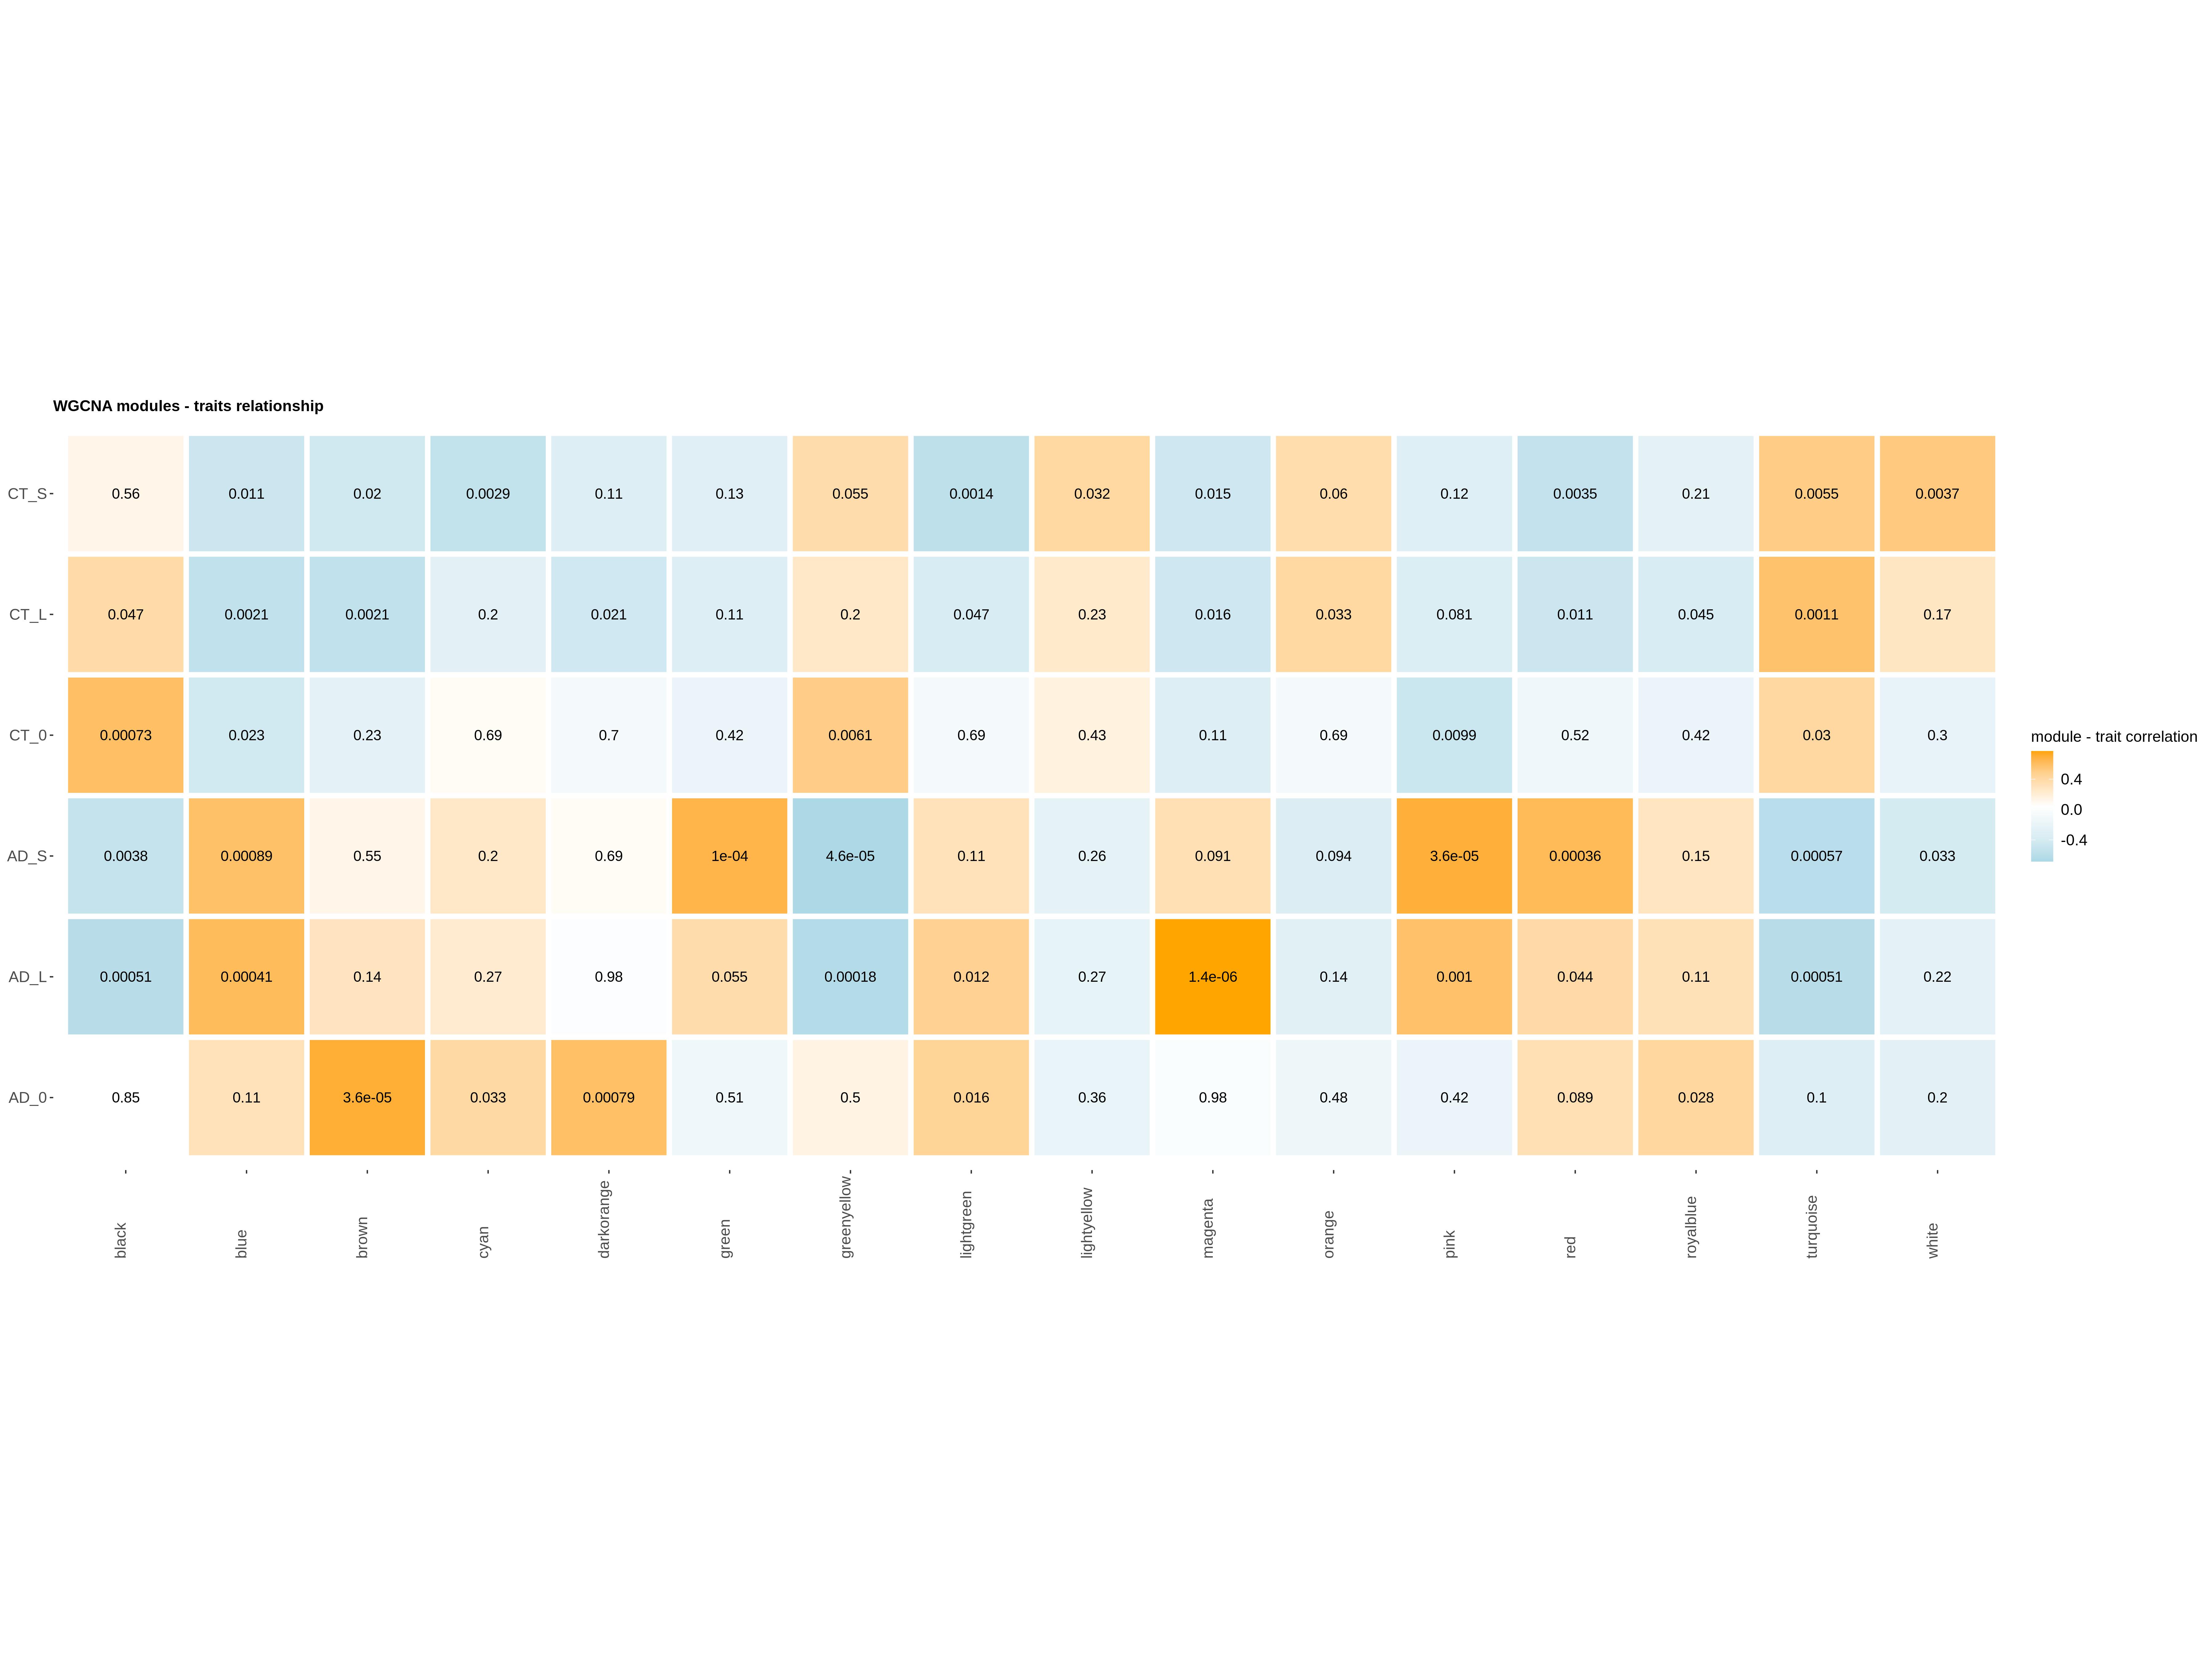 WGCNA modules - traits relationship
CT_S 0.56 0.011 0.02 0.0029 0.11 0.13 0.055 0.0014 0.032 0.015 0.06 0.12 0.0035 0.21 0.0055 0.0037
CT_L 0.047 0.0021 0.0021 0.2 0.021 0.11 0.2 0.047 0.23 0.016 0.033 0.081 0.011 0.045 0.0011 0.17
CT_0 0.00073 0.023 0.23 0.69 0.7 0.42 0.0061 0.69 0.43 0.11 0.69 0.0099 0.52 0.42 0.03 0.3
AD_S 0.0038 0.00089 0.55 0.2 0.69 1e-04 4.6e-05 0.11 0.26 0.091 0.094 3.6e-05 0.00036 0.15 0.00057 0.033
AD_L 0.00051 0.00041 0.14 0.27 0.98 0.055 0.00018 0.012 0.27 1.4e-06 0.14 0.001 0.044 0.11 0.00051 0.22
AD_0 0.85 0.11 3.6e-05 0.033 0.00079 0.51 0.5 0.016 0.36 0.98 0.48 0.42 0.089 0.028 0.1 0.2
black blue brown cyan darkorange green greenyellow lightgreen lightyellow magenta orange pink red royalblue turquoise white
module - trait correlation
0.4
0.0
-0.4